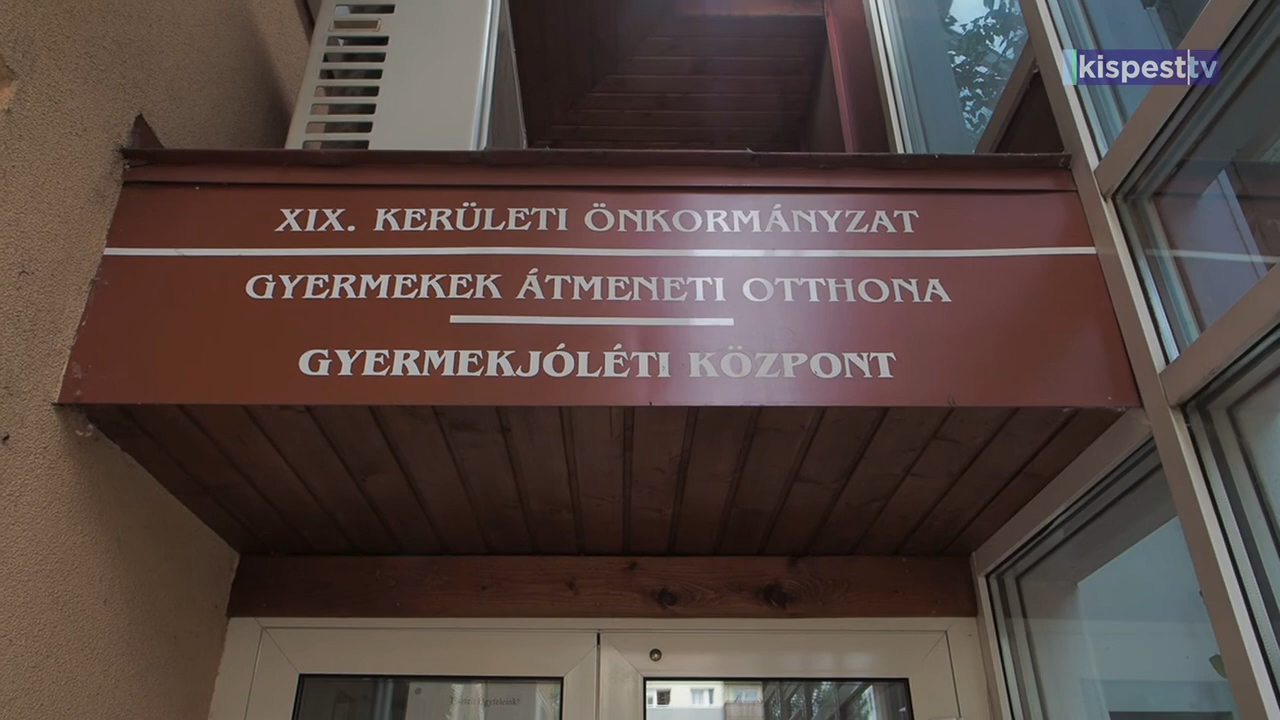 kispest|tv
XIX. KERÜLETI ÖNKORMÁNYZAT
GYERMEKEK ÁTMENETI OTTHONA
GYERMEKJÓLÉTI KÖZPONT